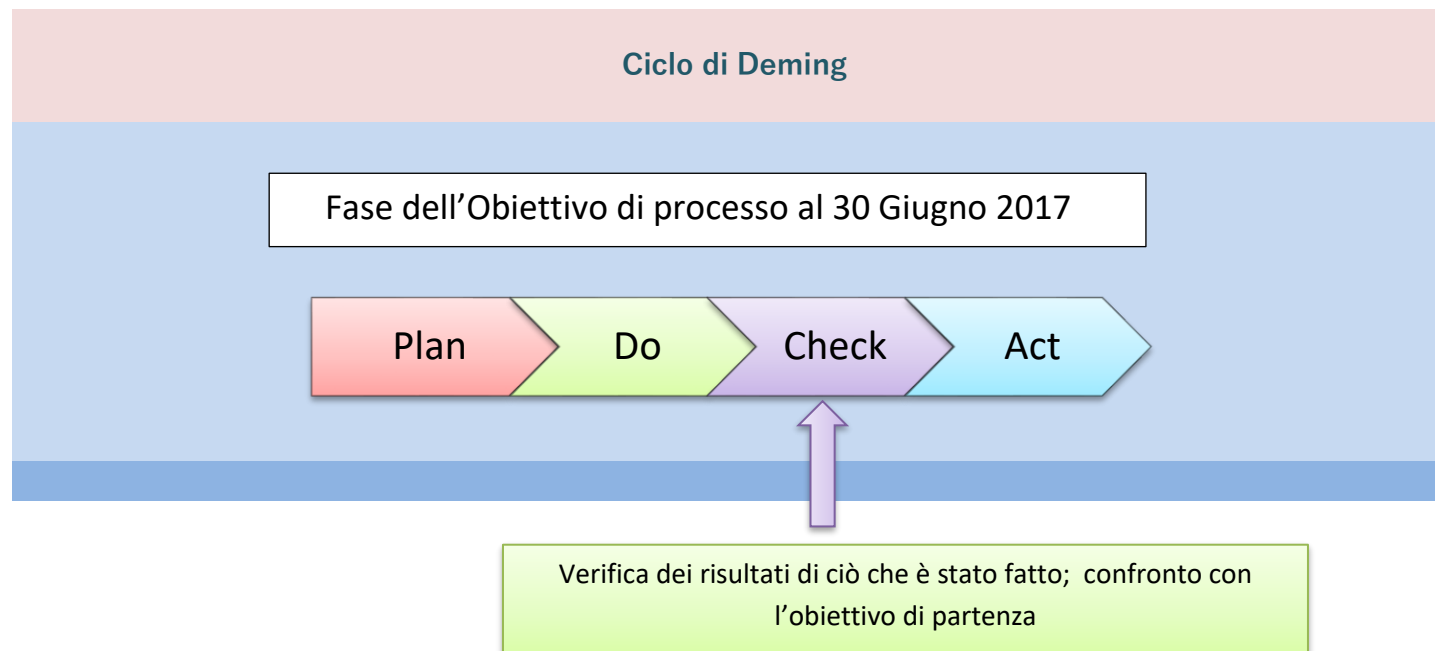 Ciclo di Deming
Fase dell’Obiettivo di processo al 30 Giugno 2017
Plan
Do
Check
Act
Verifica dei risultati di ciò che è stato fatto;  confronto con
l’obiettivo di partenza